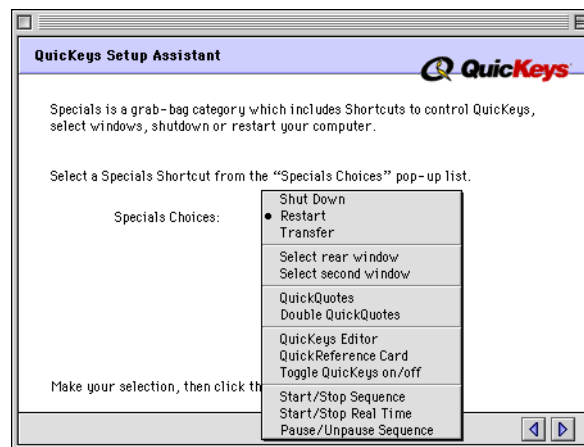 QuicKeys Setup Assistant
QuicKeys
Specials is a grab-bag category which includes Shortcuts to control QuicKeys,
select windows, shutdown or restart your computer.
Select a Specials Shortcut from the “Specials Choices” pop-up list.
Specials Choices:
Shut Down
• Restart
Transfer
Select rear window
Select second window
QuickQuotes
Double QuickQuotes
QuicKeys Editor
QuickReference Card
Toggle QuicKeys on/off
Make your selection, then click th
Start/Stop Sequence
Start/Stop Real Time
Pause/Unpause Sequence